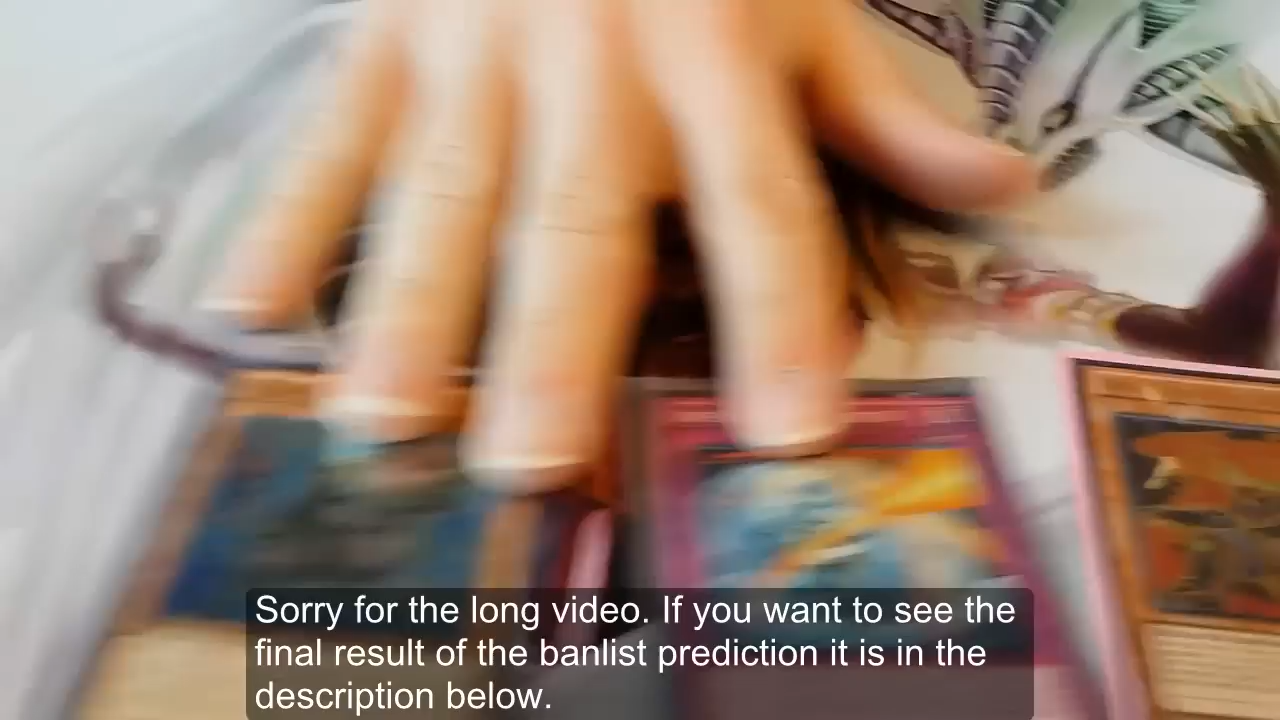 Sorry for the long video. If you want to see the
final result of the banlist prediction it is in the
description below.